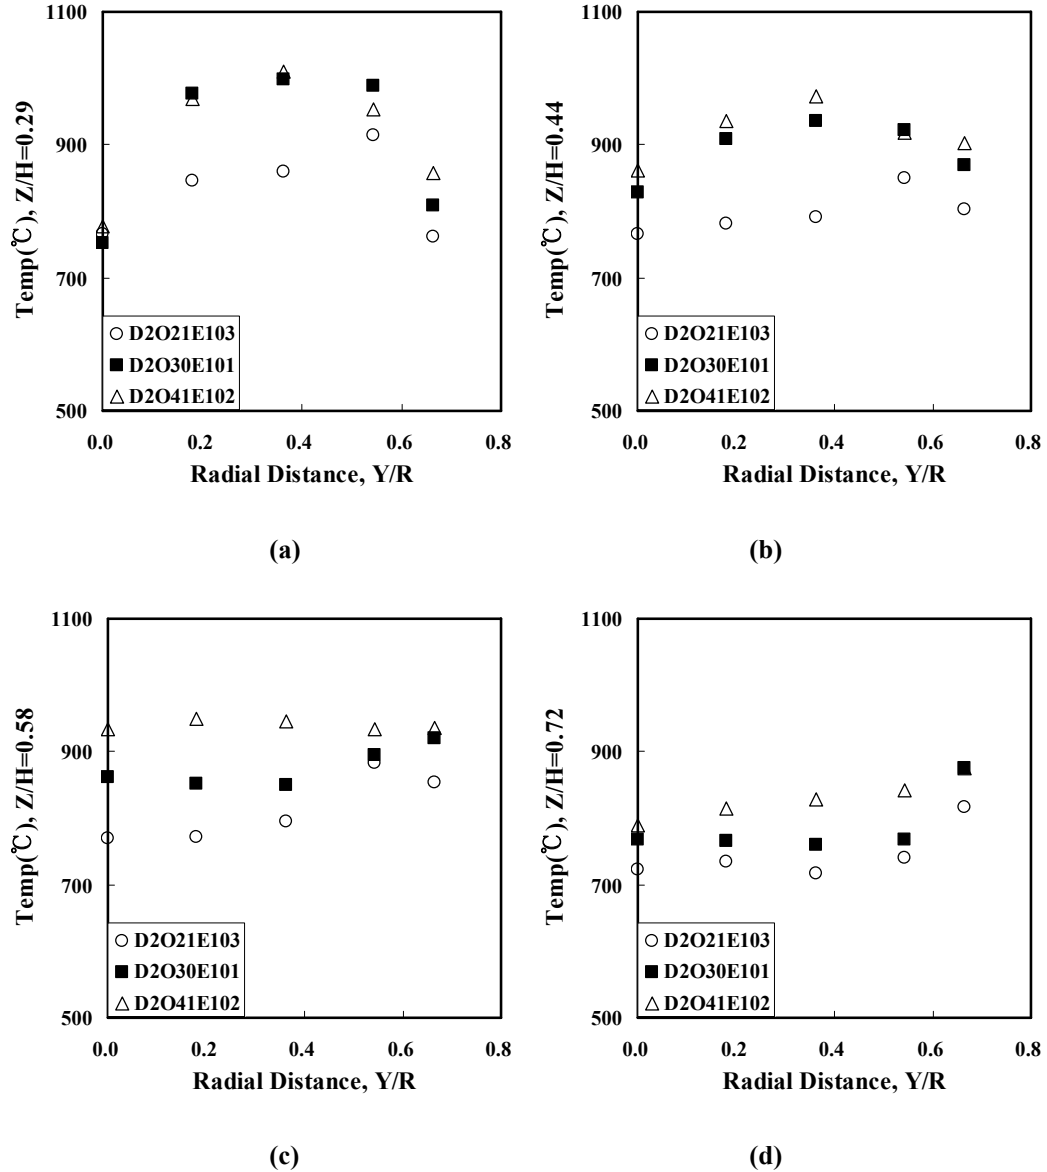 1100
900
700
500
Temp(℃), Z/H=0.29
D2O21E103
D2O30E101
D2O41E102
0.0 0.2 0.4 0.6 0.8
Radial Distance, Y/R
(a)
1100
900
700
500
Temp(℃), Z/H=0.44
D2O21E103
D2O30E101
D2O41E102
0.0 0.2 0.4 0.6 0.8
Radial Distance, Y/R
(b)
1100
900
700
500
Temp(℃), Z/H=0.58
D2O21E103
D2O30E101
D2O41E102
0.0 0.2 0.4 0.6 0.8
Radial Distance, Y/R
(c)
1100
900
700
500
Temp(℃), Z/H=0.72
D2O21E103
D2O30E101
D2O41E102
0.0 0.2 0.4 0.6 0.8
Radial Distance, Y/R
(d)